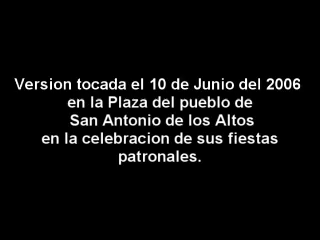 Version tocada el 10 de Junio del 2006
en la Plaza del pueblo de
San Antonio de los Altos
en la celebracion de sus fiestas
patronales.